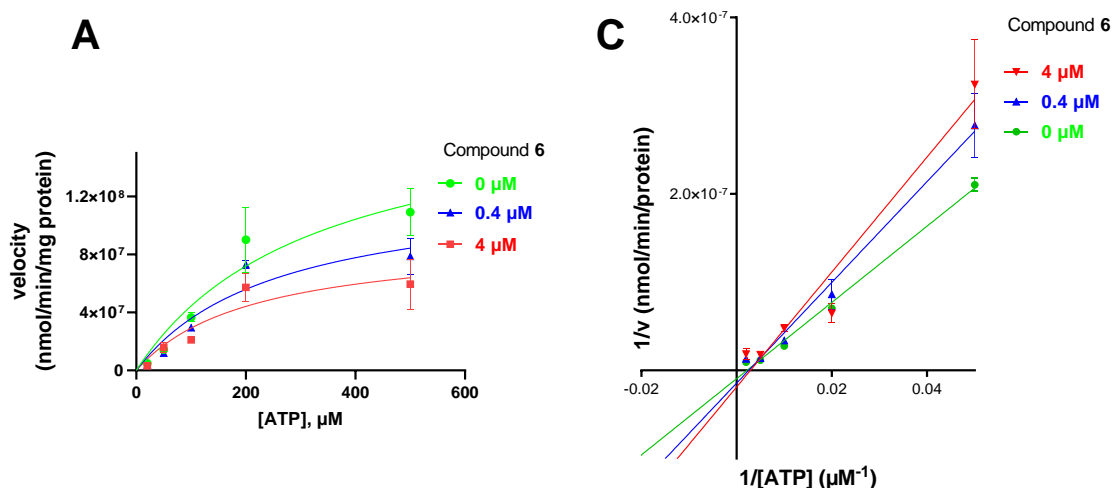 A
Compound 6
0 µM
0.4 µM
4 µM
velocity
(nmol/min/mg protein)
1.2×10⁸
8×10⁷
4×10⁷
0
0 200 400 600
[ATP], µM
C
Compound 6
4 µM
0.4 µM
0 µM
1/v (nmol/min/protein)
4.0×10⁻⁷
2.0×10⁻⁷
-0.02 0.02 0.04
1/[ATP] (µM⁻¹)